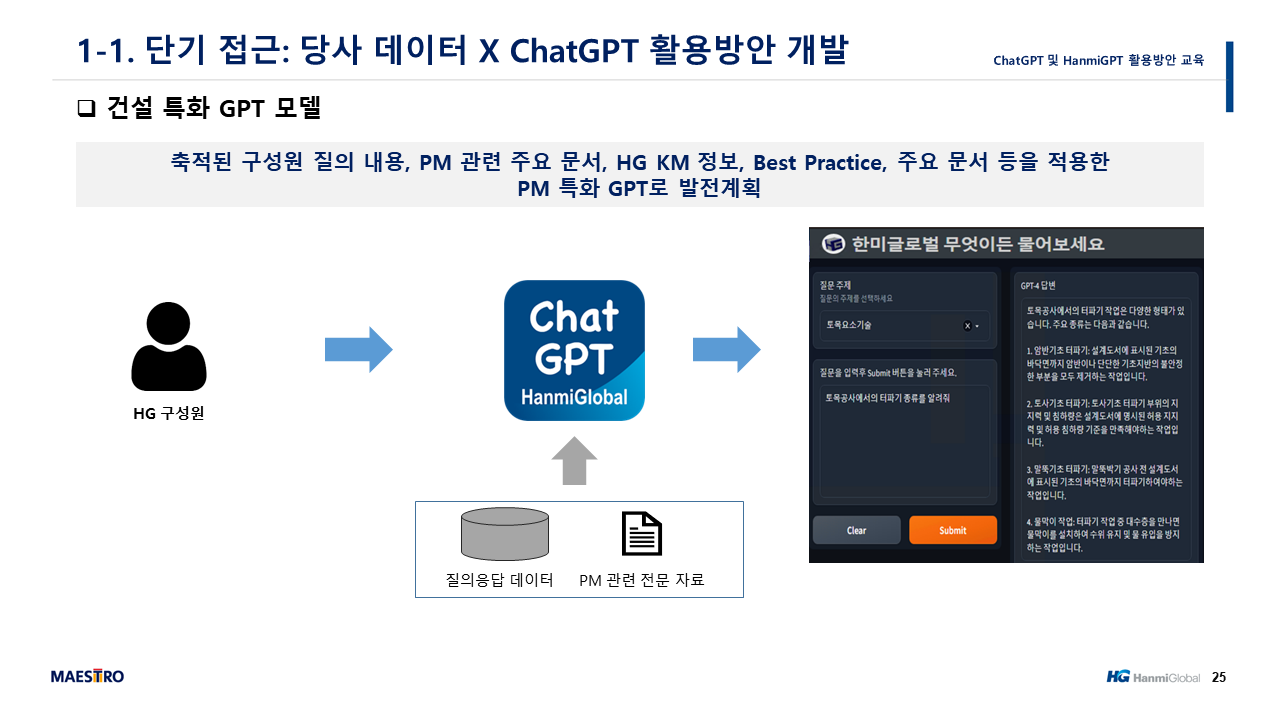 1-1. 단기 접근: 당사 데이터 X ChatGPT 활용방안 개발
ChatGPT 및 HanmiGPT 활용방안 교육
건설 특화 GPT 모델
축적된 구성원 질의 내용, PM 관련 주요 문서, HG KM 정보, Best Practice, 주요 문서 등을 적용한
PM 특화 GPT로 발전계획
HG 구성원
Chat
GPT
HanmiGlobal
질의응답 데이터
PM 관련 전문 자료
한미글로벌 무엇이든 물어보세요
질문 주제
질문의 주제를 선택하세요
토목요소기술
X
질문을 입력후 Submit 버튼을 눌러 주세요.
토목공사에서의 터파기 종류를 알려줘
Clear
Submit
GPT-4 답변
토목공사에서의 터파기 작업은 다양한 형태가 있
습니다. 주요 종류는 다음과 같습니다.
1. 암반기초 터파기: 설계도서에 표시된 기초의
바닥면까지 암반이나 단단한 기초지반의 불안정
한 부분을 모두 제거하는 작업입니다.
2. 토사기초 터파기: 토사기초 터파기 부위의 지
지력 및 침하량은 설계도서에 명시된 허용 지지
력 및 허용 침하량 기준을 만족해야하는 작업입
니다.
3. 말뚝기초 터파기: 말뚝박기 공사 전 설계도서
에 표시된 기초의 바닥면까지 터파기하여야하는
작업입니다.
4. 물막이 작업: 터파기 작업 중 대수층을 만나면
물막이를 설치하여 수위 유지 및 물 유입을 방지
하는 작업입니다.
MAESTRO
HG HanmiGlobal
25